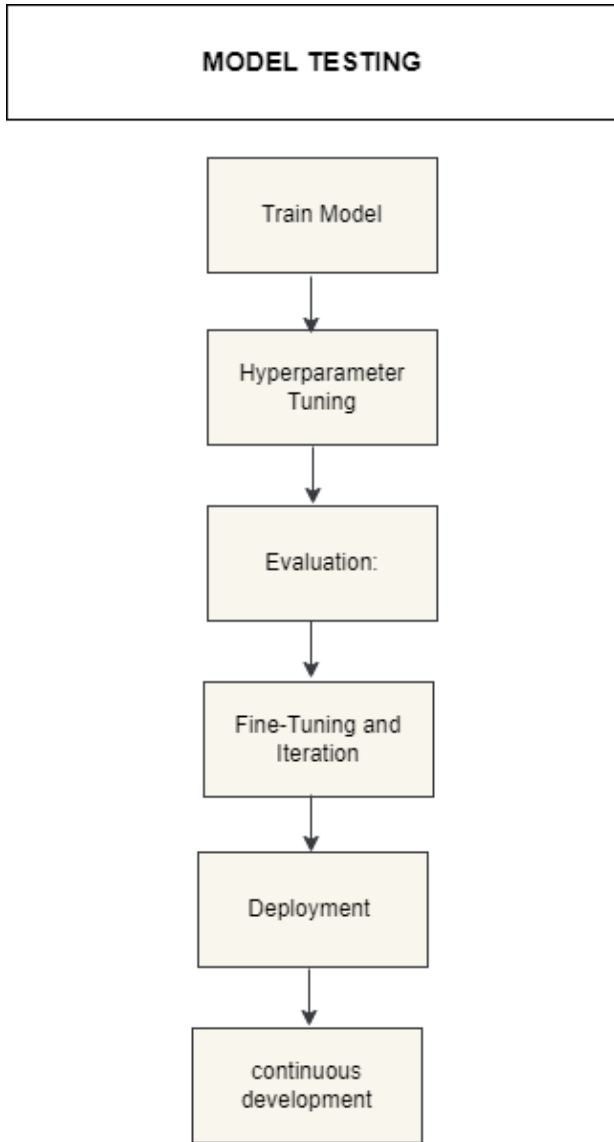 MODEL TESTING
Train Model
Hyperparameter
Tuning
Evaluation:
Fine-Tuning and
Iteration
Deployment
continuous
development